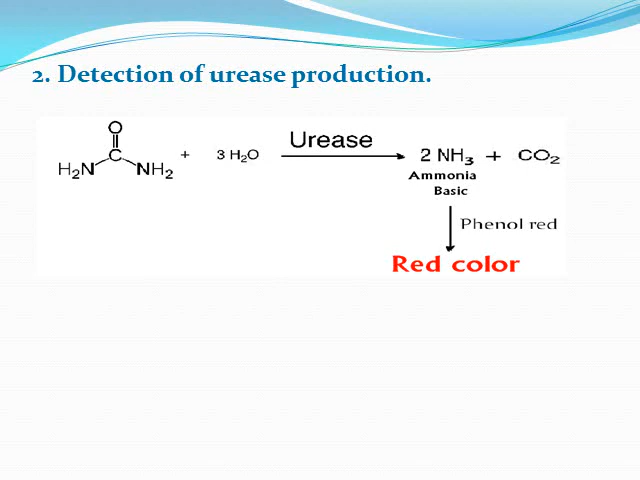 2. Detection of urease production.
O
C
H2N
NH2
+
3 H2O
Urease
2 NH3 + CO2
Ammonia
Basic
Phenol red
Red color